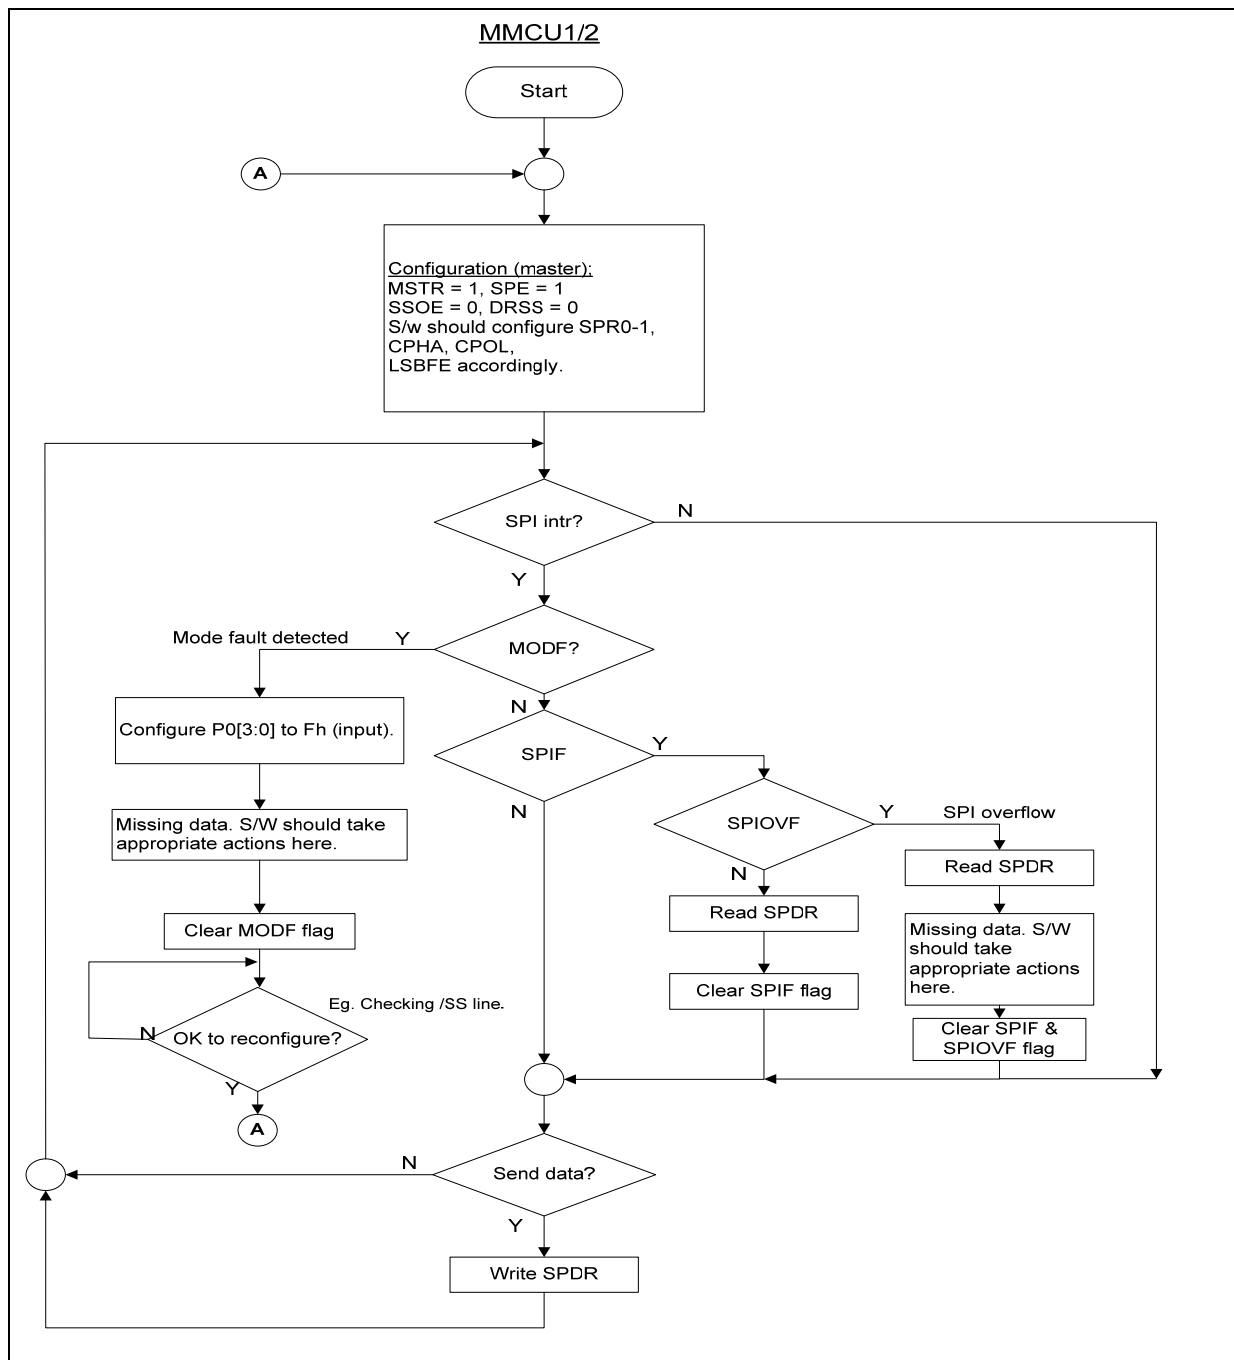 MMCU1/2
Start
A
Configuration (master);
MSTR = 1, SPE = 1
SSOE = 0, DRSS = 0
S/w should configure SPR0-1,
CPHA, CPOL,
LSBFE accordingly.
SPI intr?
N
Y
Mode fault detected
Y
MODF?
N
Configure P0[3:0] to Fh (input).
SPIF
Y
N
Missing data. S/W should take
appropriate actions here.
SPIOVF
Y
SPI overflow
N
Read SPDR
Read SPDR
Clear MODF flag
Missing data. S/W
should take
appropriate actions
here.
Clear SPIF flag
Eg. Checking /SS line.
N
OK to reconfigure?
Y
Clear SPIF &
SPIOVF flag
A
N
Send data?
Y
Write SPDR